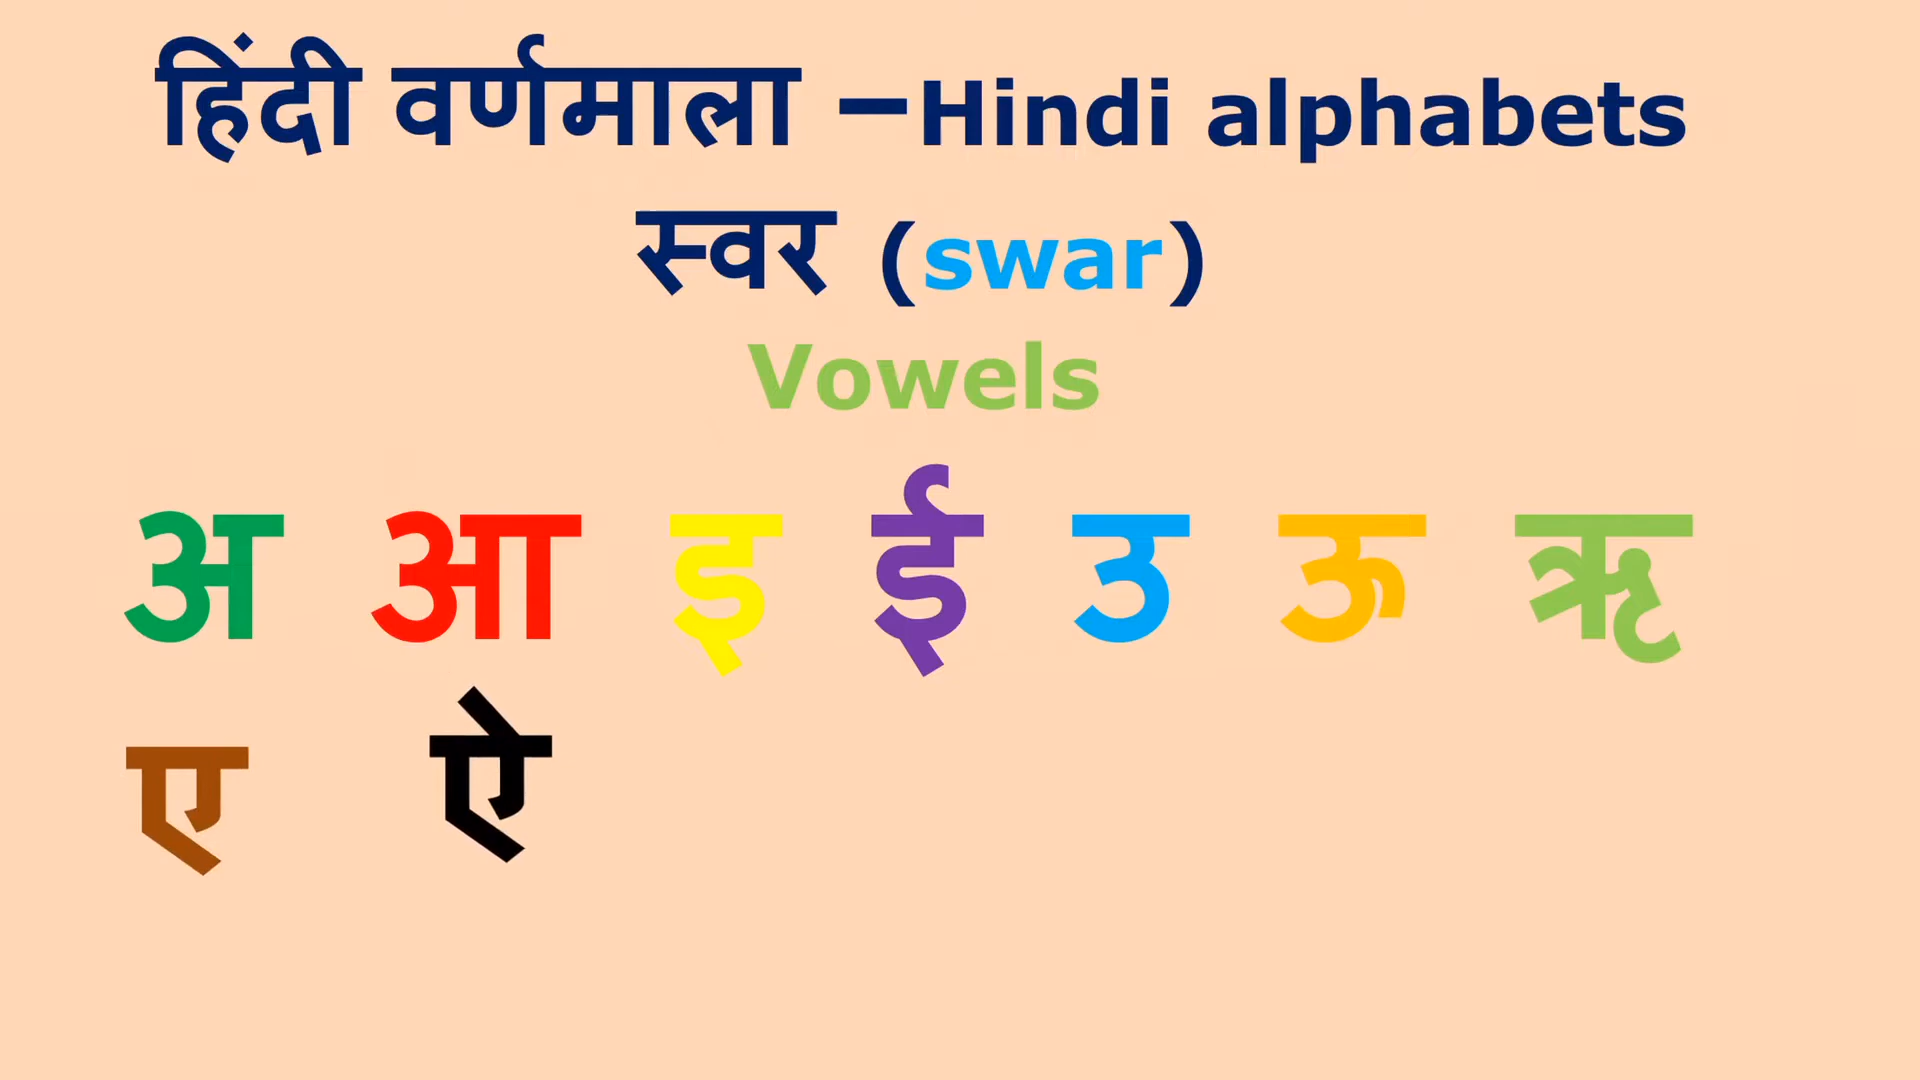 हिंदी वर्णमाला –Hindi alphabets
स्वर (swar)
Vowels
अ आ इ ई उ ऊ ऋ
ए ऐ